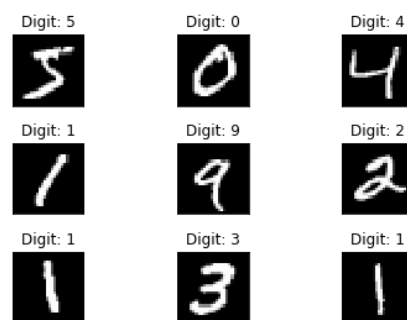 Digit: 5 Digit: 0 Digit: 4
5 0 4
Digit: 1 Digit: 9 Digit: 2
1 9 2
Digit: 1 Digit: 3 Digit: 1
1 3 1